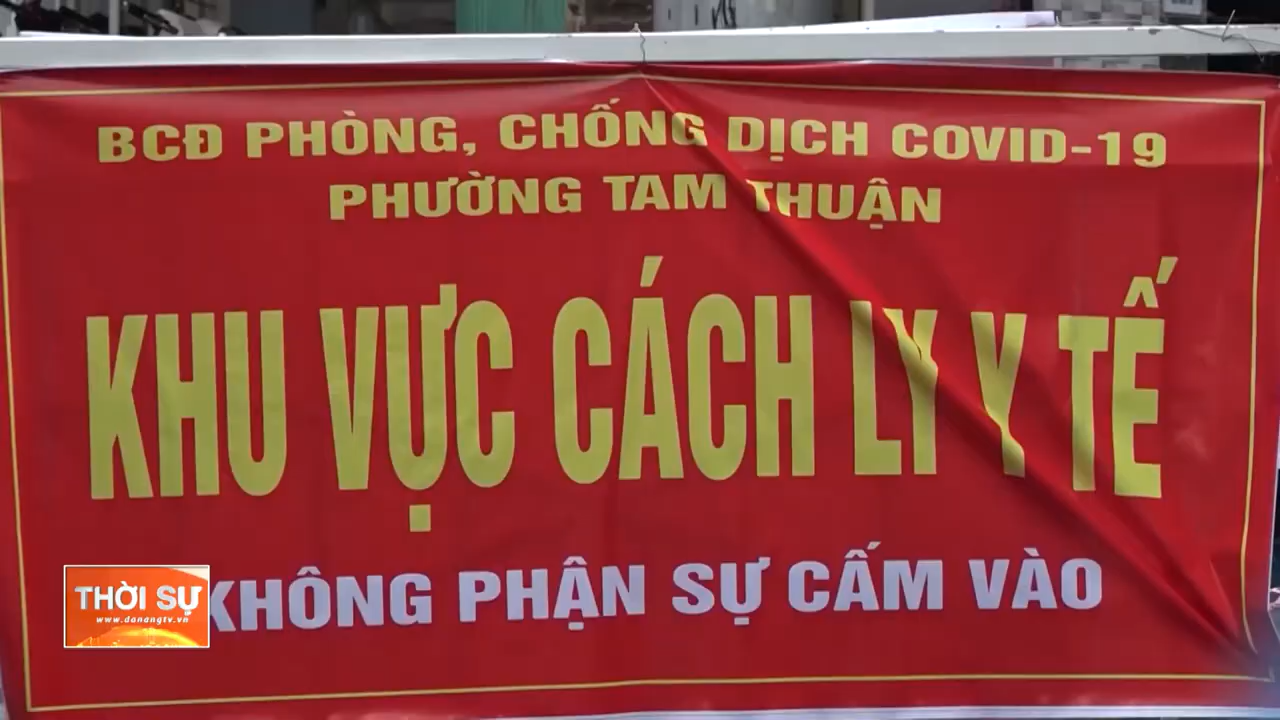 BCĐ PHÒNG, CHỐNG DỊCH COVID-19
PHƯỜNG TAM THUẬN
KHU VỰC CÁCH LY Y TẾ
KHÔNG PHẬN SỰ CẤM VÀO
THỜI SỰ
www.danangtv.vn